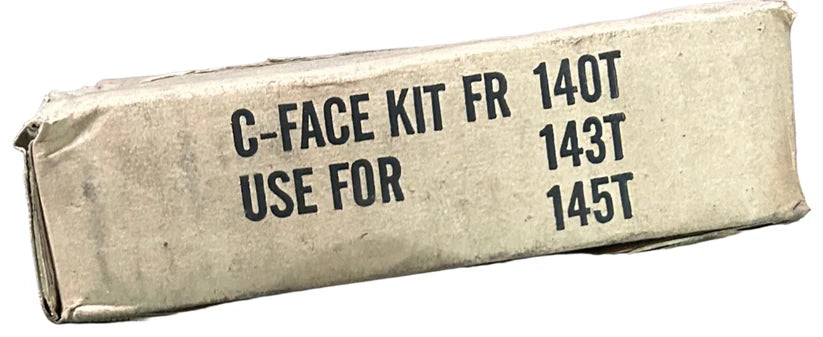 C-FACE KIT FR 140T
USE FOR 143T
145T